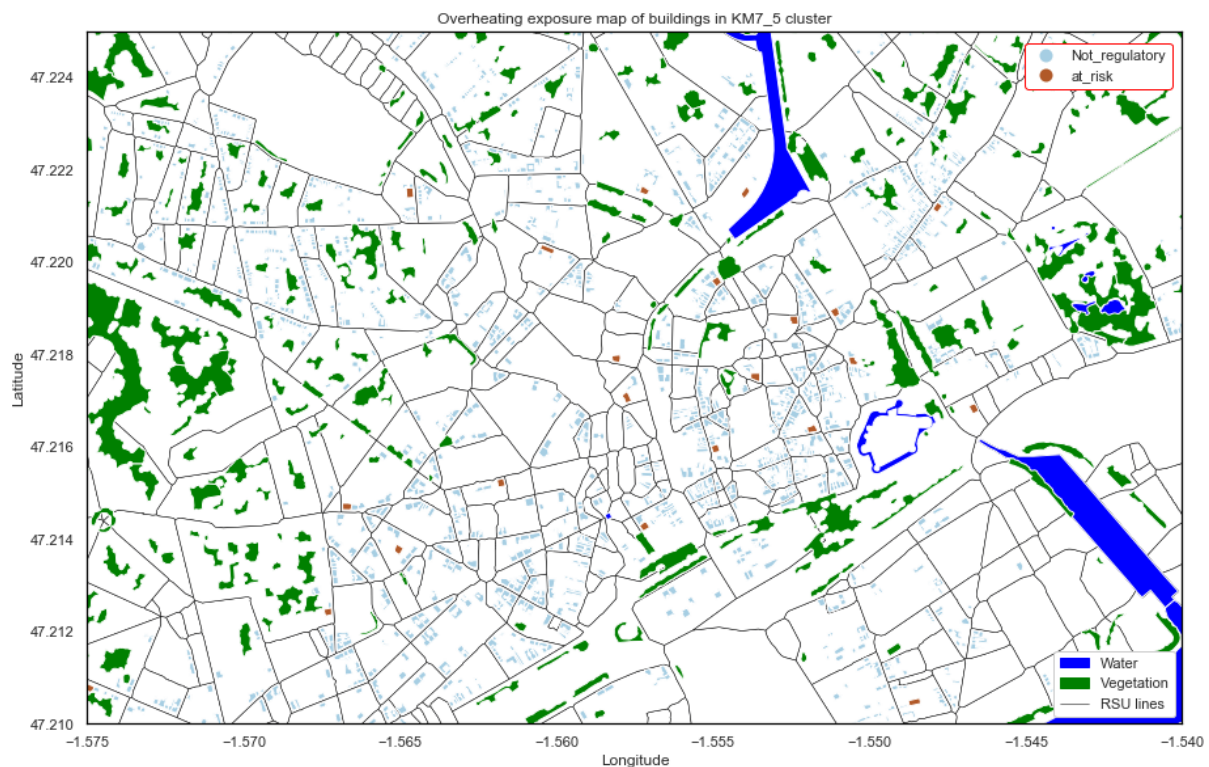 Overheating exposure map of buildings in KM7_5 cluster
Not_regulatory
at_risk
47.224
47.222
47.220
47.218
47.216
47.214
47.212
47.210
Latitude
Water
Vegetation
RSU lines
−1.575
−1.570
−1.565
−1.560
−1.555
−1.550
−1.545
−1.540
Longitude